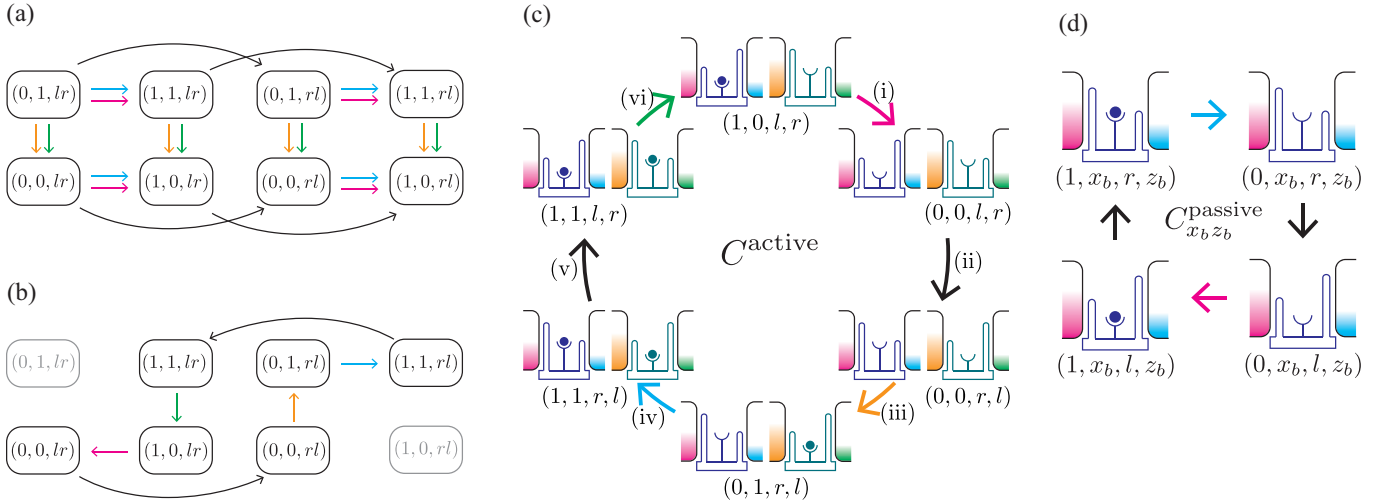 (a)
(0, 1, lr) (1, 1, lr) (0, 1, rl) (1, 1, rl)
(0, 0, lr) (1, 0, lr) (0, 0, rl) (1, 0, rl)
(b)
(0, 1, lr) (1, 1, lr) (0, 1, rl) (1, 1, rl)
(0, 0, lr) (1, 0, lr) (0, 0, rl) (1, 0, rl)
(c)
(vi) (i)
(1, 0, l, r)
(1, 1, l, r) (0, 0, l, r)
C^active
(v) (ii)
(1, 1, r, l) (0, 0, r, l)
(iv) (iii)
(0, 1, r, l)
(d)
(1, x_b, r, z_b) (0, x_b, r, z_b)
C^passive_{x_b z_b}
(1, x_b, l, z_b) (0, x_b, l, z_b)